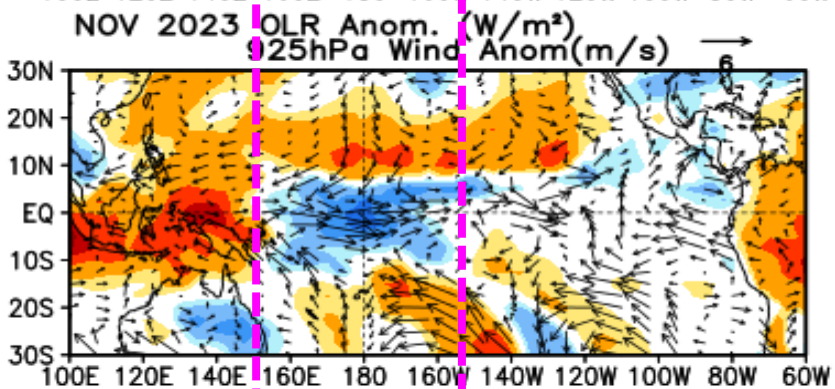 NOV 2023 OLR Anom. (W/m²)
925hPa Wind Anom(m/s)
6
30N
20N
10N
EQ
10S
20S
30S
100E 120E 140E 160E 180 160W 140W 120W 100W 80W 60W